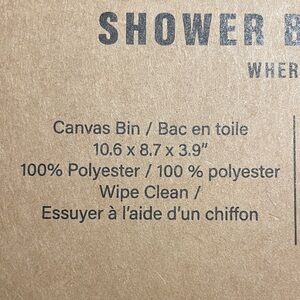 SHOWER B
WHER
Canvas Bin / Bac en toile
10.6 x 8.7 x 3.9"
100% Polyester / 100 % polyester
Wipe Clean /
Essuyer à l'aide d'un chiffon